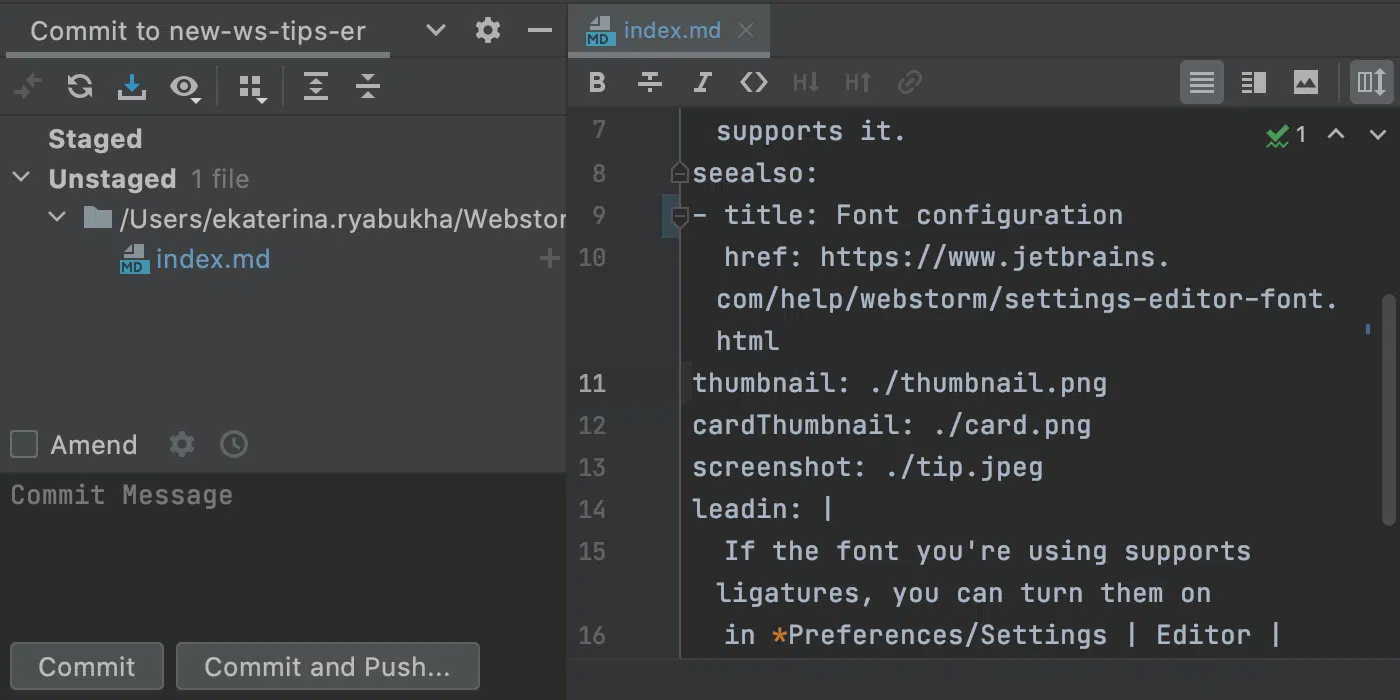 Commit to new-ws-tips-er
Staged
Unstaged 1 file
/Users/ekaterina.ryabukha/Webstor
MD index.md
Amend
Commit Message
Commit
Commit and Push...
MD index.md
B I H↓ H↑
1
7 supports it.
8 seealso:
9 - title: Font configuration
10 href: https://www.jetbrains.
com/help/webstorm/settings-editor-font.
html
11 thumbnail: ./thumbnail.png
12 cardThumbnail: ./card.png
13 screenshot: ./tip.jpeg
14 leadin: |
15 If the font you're using supports
ligatures, you can turn them on
16 in *Preferences/Settings | Editor |